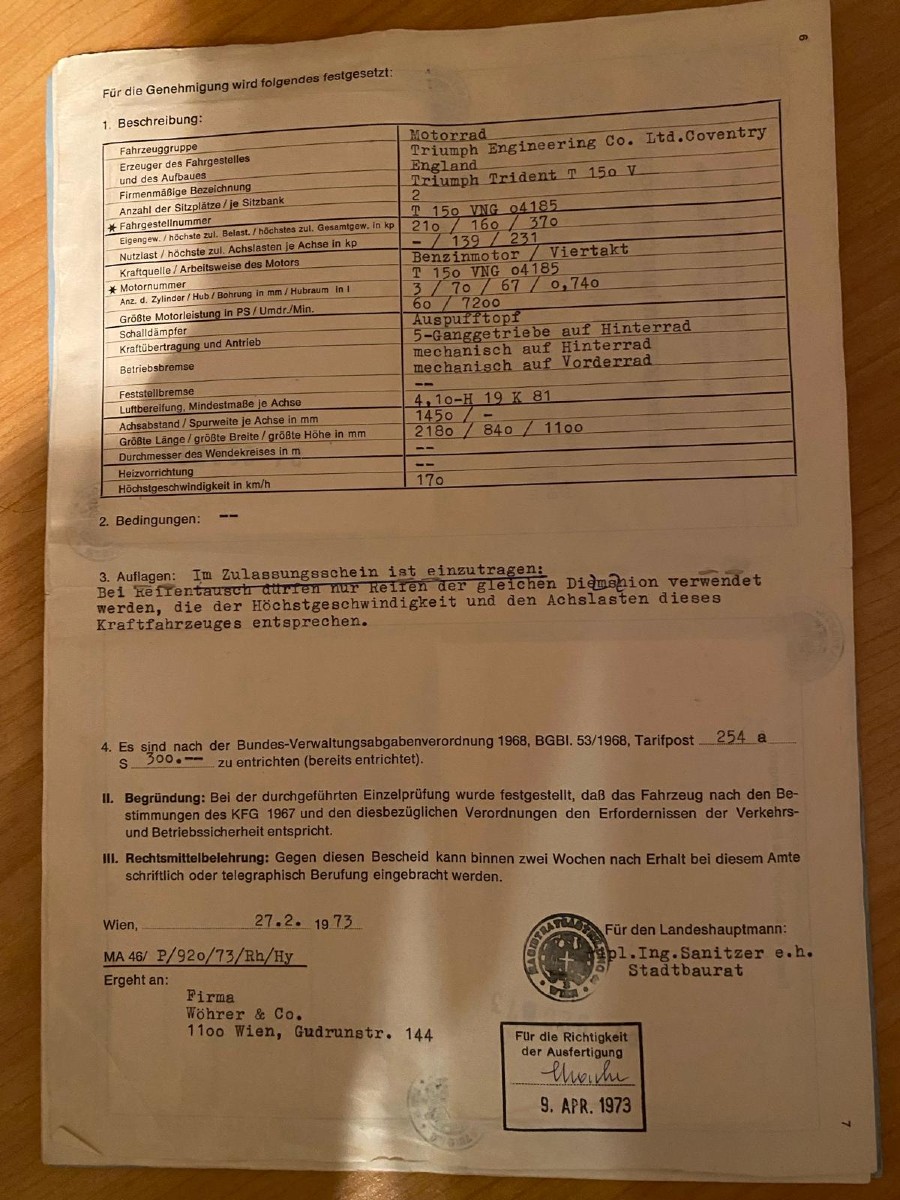 6
Für die Genehmigung wird folgendes festgesetzt:
1. Beschreibung:
Fahrzeuggruppe Motorrad
Erzeuger des Fahrgestelles Triumph Engineering Co. Ltd.Coventry
und des Aufbaues England
Firmenmäßige Bezeichnung Triumph Trident T 15o V
Anzahl der Sitzplätze / je Sitzbank 2
* Fahrgestellnummer T 15o VNG o4185
Eigengew. / höchste zul. Belast. / höchstes zul. Gesamtgew. in kp 21o / 16o / 37o
Nutzlast / höchste zul. Achslasten je Achse in kp - / 139 / 231
Kraftquelle / Arbeitsweise des Motors Benzinmotor / Viertakt
* Motornummer T 15o VNG o4185
Anz. d. Zylinder / Hub / Bohrung in mm / Hubraum in l 3 / 7o / 67 / o,74o
Größte Motorleistung in PS / Umdr./Min. 6o / 72oo
Schalldämpfer Auspufftopf
Kraftübertragung und Antrieb 5-Ganggetriebe auf Hinterrad
Betriebsbremse mechanisch auf Hinterrad
mechanisch auf Vorderrad
Feststellbremse --
Luftbereifung, Mindestmaße je Achse 4,1o-H 19 K 81
Achsabstand / Spurweite je Achse in mm 145o / -
Größte Länge / größte Breite / größte Höhe in mm 218o / 84o / 11oo
Durchmesser des Wendekreises in m --
Heizvorrichtung --
Höchstgeschwindigkeit in km/h 17o
2. Bedingungen: --
3. Auflagen: Im Zulassungsschein ist einzutragen:
Bei Reifentausch dürfen nur Reifen der gleichen verwendet
werden, die der Höchstgeschwindigkeit und den Achslasten dieses
Kraftfahrzeuges entsprechen.
4. Es sind nach der Bundes-Verwaltungsabgabenverordnung 1968, BGBl. 53/1968, Tarifpost 254 a
S 3oo.-- zu entrichten (bereits entrichtet).
II. Begründung: Bei der durchgeführten Einzelprüfung wurde festgestellt, daß das Fahrzeug nach den Be-
stimmungen des KFG 1967 und den diesbezüglichen Verordnungen den Erfordernissen der Verkehrs-
und Betriebssicherheit entspricht.
III. Rechtsmittelbelehrung: Gegen diesen Bescheid kann binnen zwei Wochen nach Erhalt bei diesem Amte
schriftlich oder telegraphisch Berufung eingebracht werden.
Wien, 27.2. 1973
Für den Landeshauptmann:
MA 46/ P/92o/73/Rh/Hy
pl.Ing.Sanitzer e.h.
Stadtbaurat
Ergeht an:
Firma
Wöhrer & Co.
11oo Wien, Gudrunstr. 144
Für die Richtigkeit
der Ausfertigung
9. APR. 1973
7